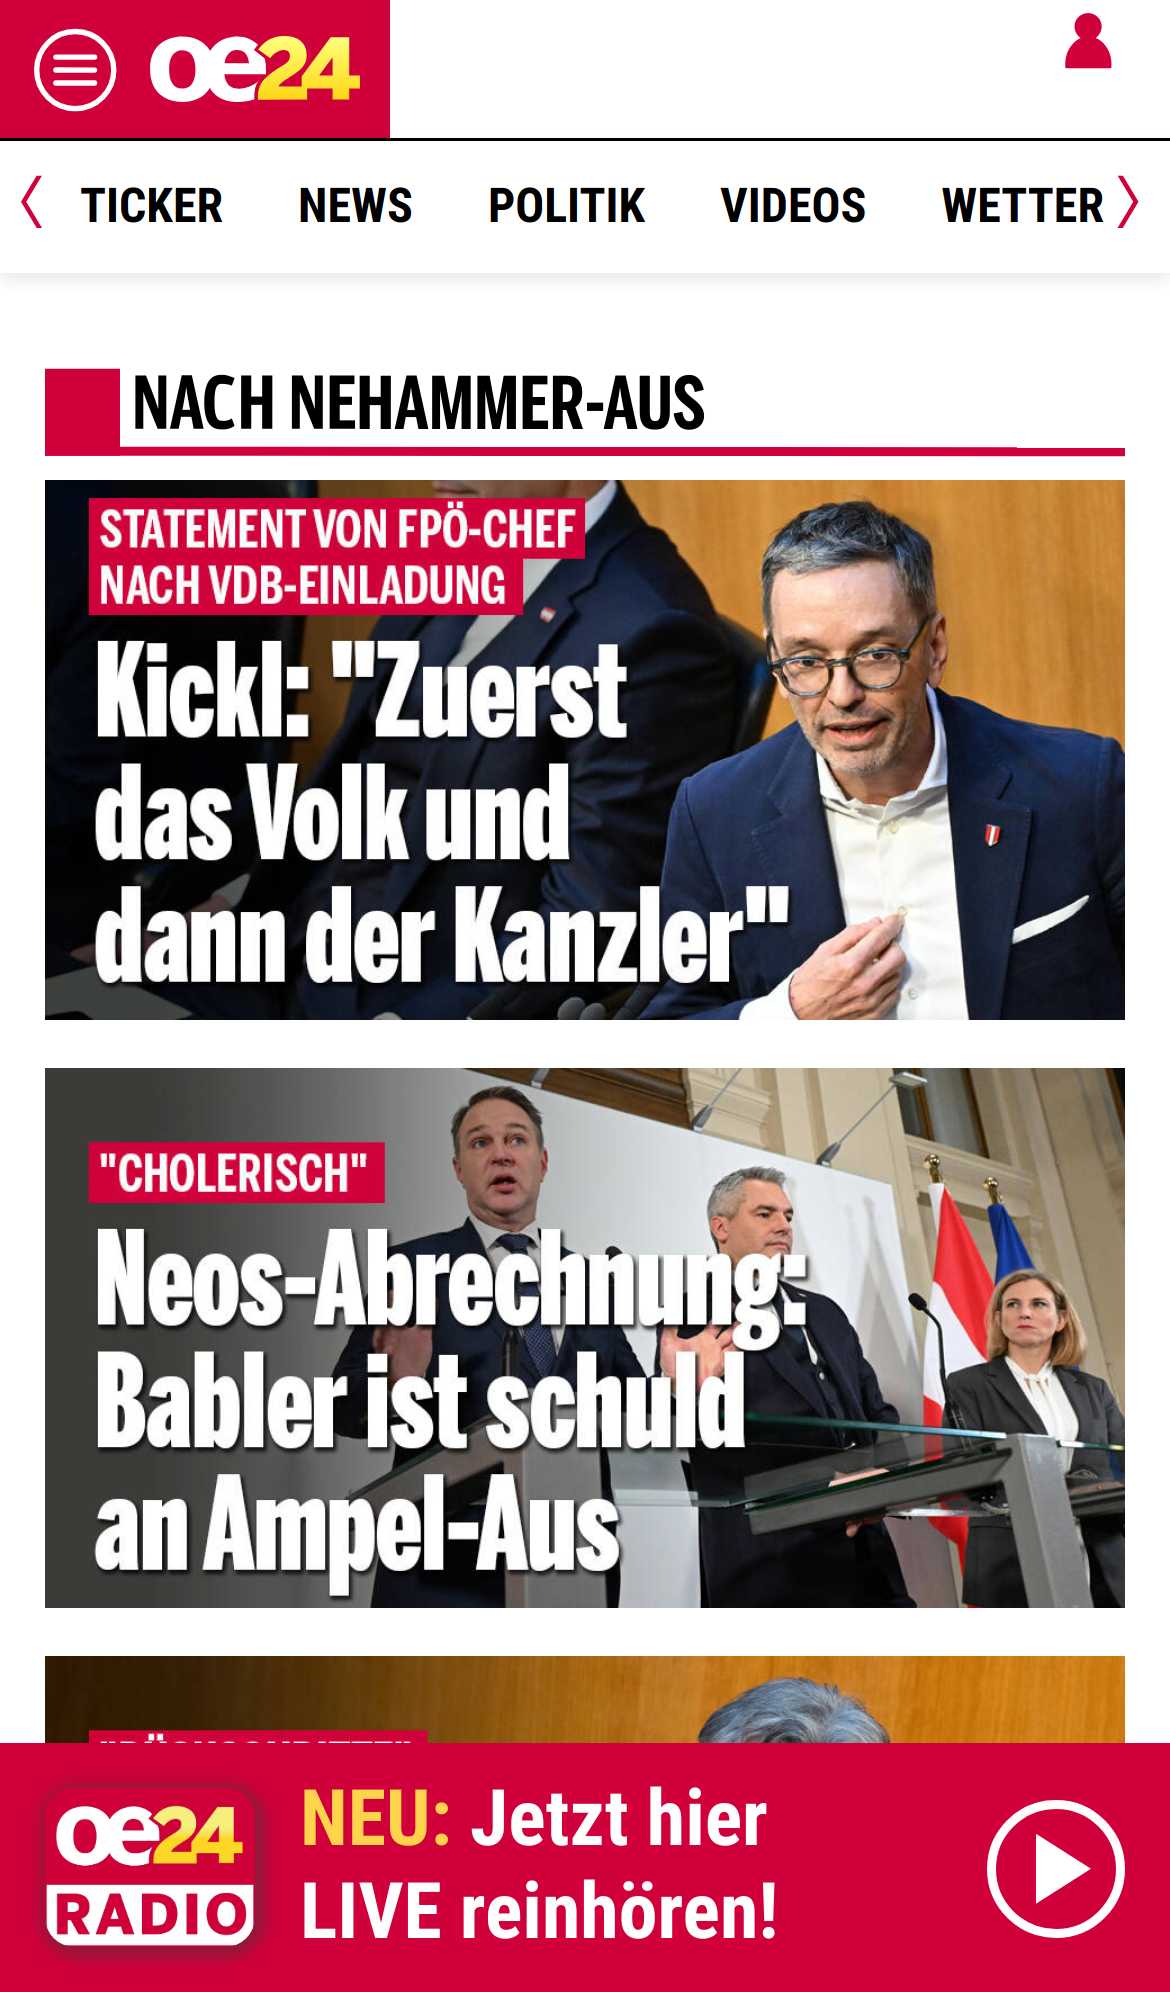 oe24
TICKER NEWS POLITIK VIDEOS WETTER
NACH NEHAMMER-AUS
STATEMENT VON FPÖ-CHEF
NACH VDB-EINLADUNG
Kickl: "Zuerst
das Volk und
dann der Kanzler"
"CHOLERISCH"
Neos-Abrechnung:
Babler ist schuld
an Ampel-Aus
oe24
RADIO
NEU: Jetzt hier
LIVE reinhören!